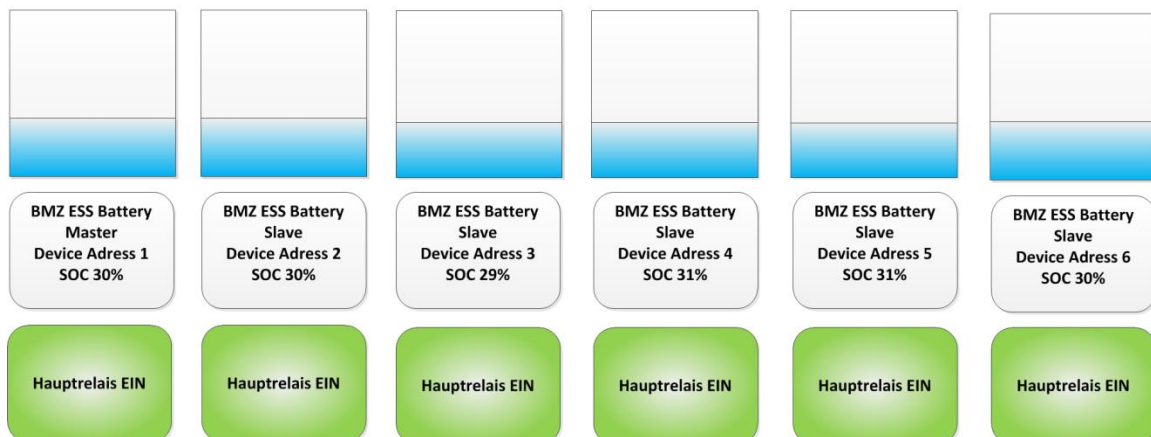 BMZ ESS Battery
Master
Device Adress 1
SOC 30%
BMZ ESS Battery
Slave
Device Adress 2
SOC 30%
BMZ ESS Battery
Slave
Device Adress 3
SOC 29%
BMZ ESS Battery
Slave
Device Adress 4
SOC 31%
BMZ ESS Battery
Slave
Device Adress 5
SOC 31%
BMZ ESS Battery
Slave
Device Adress 6
SOC 30%
Hauptrelais EIN
Hauptrelais EIN
Hauptrelais EIN
Hauptrelais EIN
Hauptrelais EIN
Hauptrelais EIN